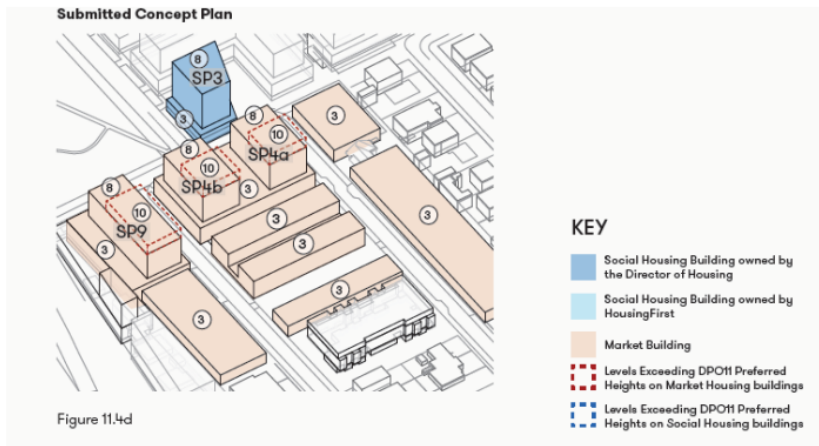 Submitted Concept Plan
8
SP3
3
8
10
SP4a
3
8
10
SP4b
3
8
10
SP9
3
3
3
3
3
3
KEY
Social Housing Building owned by
the Director of Housing
Social Housing Building owned by
HousingFirst
Market Building
Levels Exceeding DPO11 Preferred
Heights on Market Housing buildings
Levels Exceeding DPO11 Preferred
Heights on Social Housing buildings
Figure 11.4d